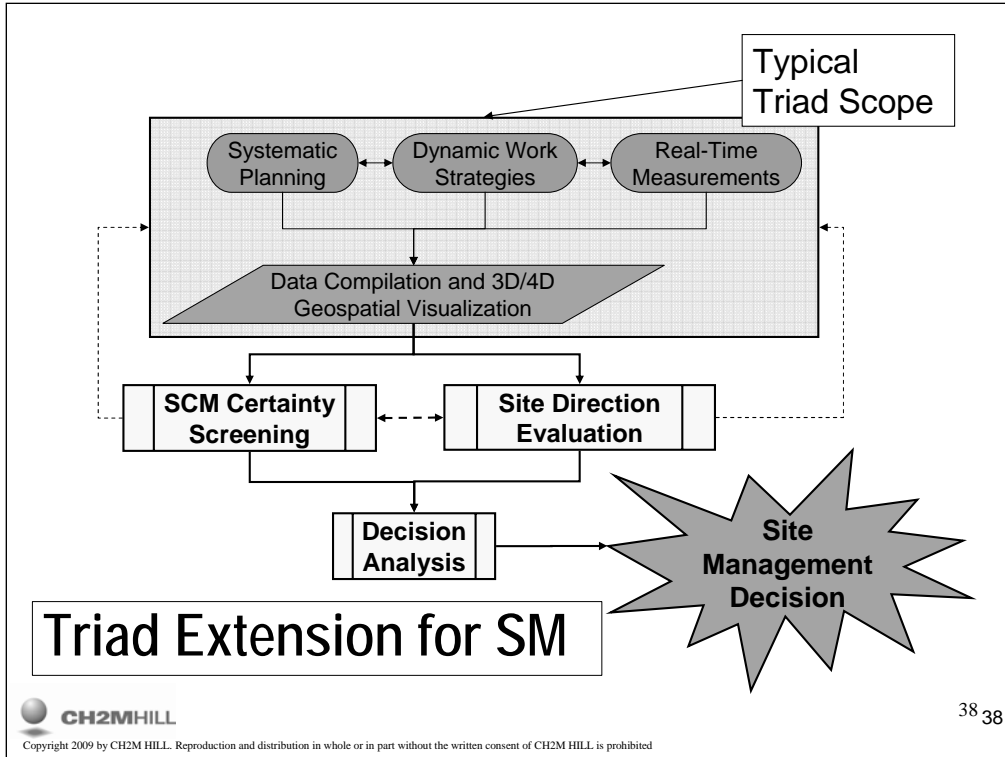 Typical
Triad Scope
Systematic
Planning
Dynamic Work
Strategies
Real-Time
Measurements
Data Compilation and 3D/4D
Geospatial Visualization
SCM Certainty
Screening
Site Direction
Evaluation
Decision
Analysis
Site
Management
Decision
Triad Extension for SM
CH2MHILL
38 38
Copyright 2009 by CH2M HILL. Reproduction and distribution in whole or in part without the written consent of CH2M HILL is prohibited